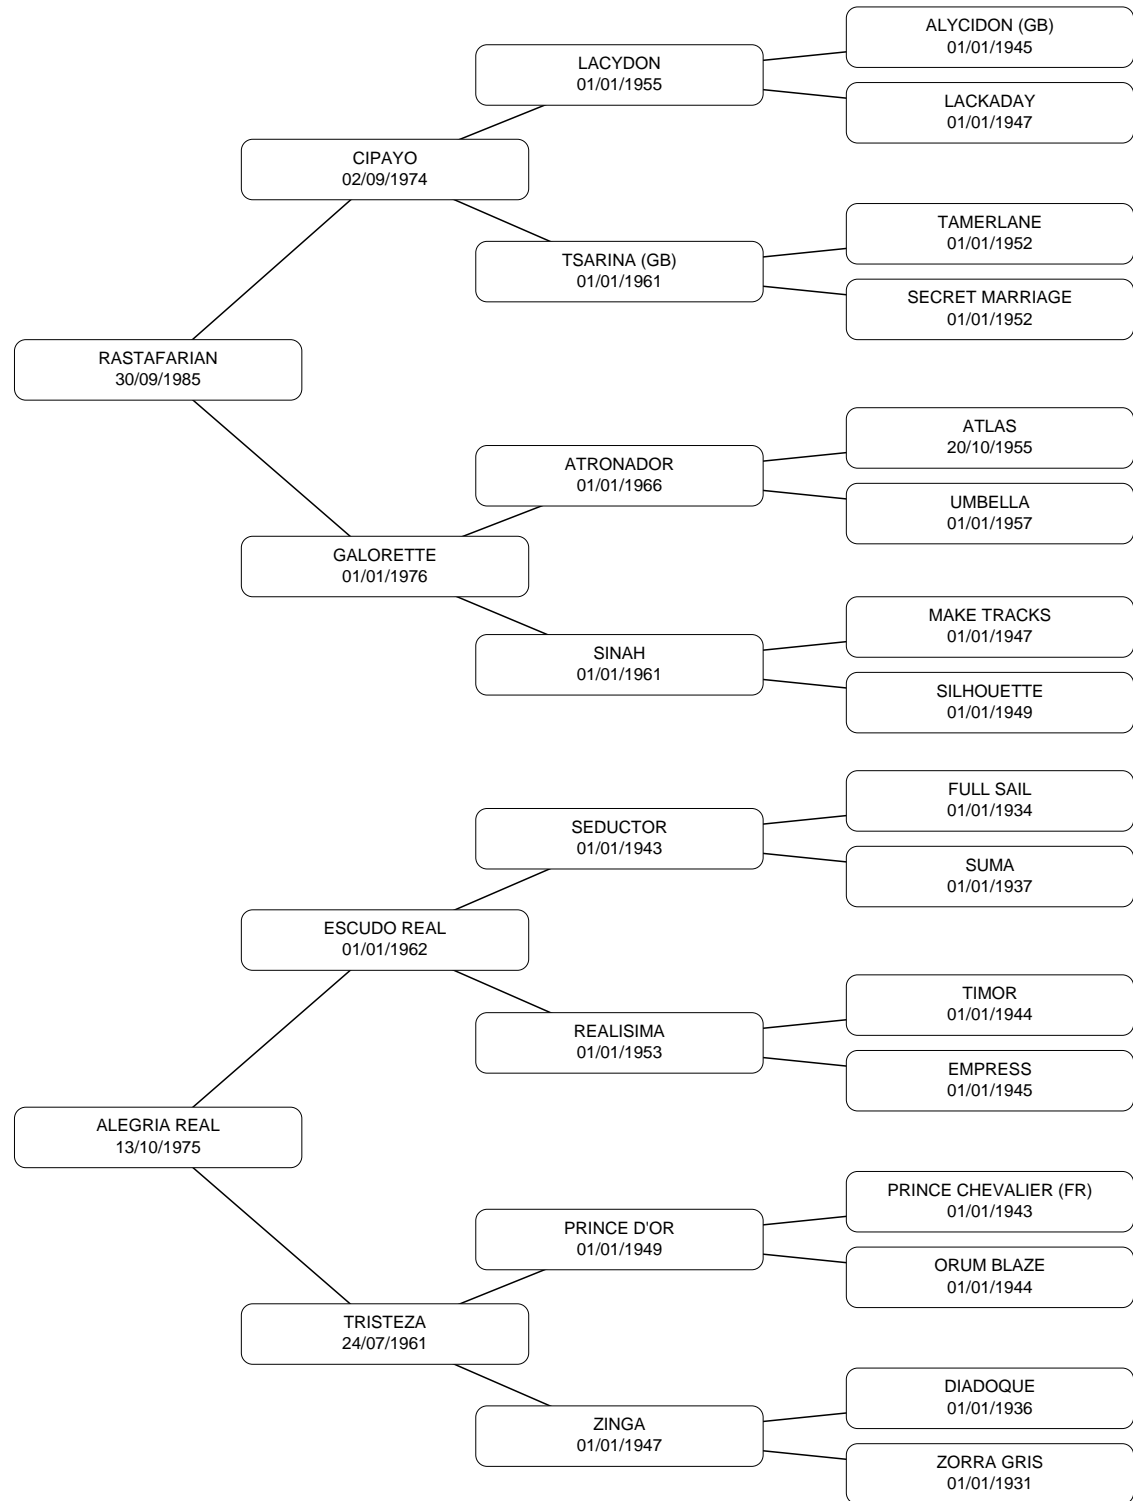 ALYCIDON (GB)
01/01/1945
LACYDON
01/01/1955
LACKADAY
01/01/1947
CIPAYO
02/09/1974
TAMERLANE
01/01/1952
TSARINA (GB)
01/01/1961
SECRET MARRIAGE
01/01/1952
RASTAFARIAN
30/09/1985
ATLAS
20/10/1955
ATRONADOR
01/01/1966
UMBELLA
01/01/1957
GALORETTE
01/01/1976
MAKE TRACKS
01/01/1947
SINAH
01/01/1961
SILHOUETTE
01/01/1949
FULL SAIL
01/01/1934
SEDUCTOR
01/01/1943
SUMA
01/01/1937
ESCUDO REAL
01/01/1962
TIMOR
01/01/1944
REALISIMA
01/01/1953
EMPRESS
01/01/1945
ALEGRIA REAL
13/10/1975
PRINCE CHEVALIER (FR)
01/01/1943
PRINCE D'OR
01/01/1949
ORUM BLAZE
01/01/1944
TRISTEZA
24/07/1961
DIADOQUE
01/01/1936
ZINGA
01/01/1947
ZORRA GRIS
01/01/1931